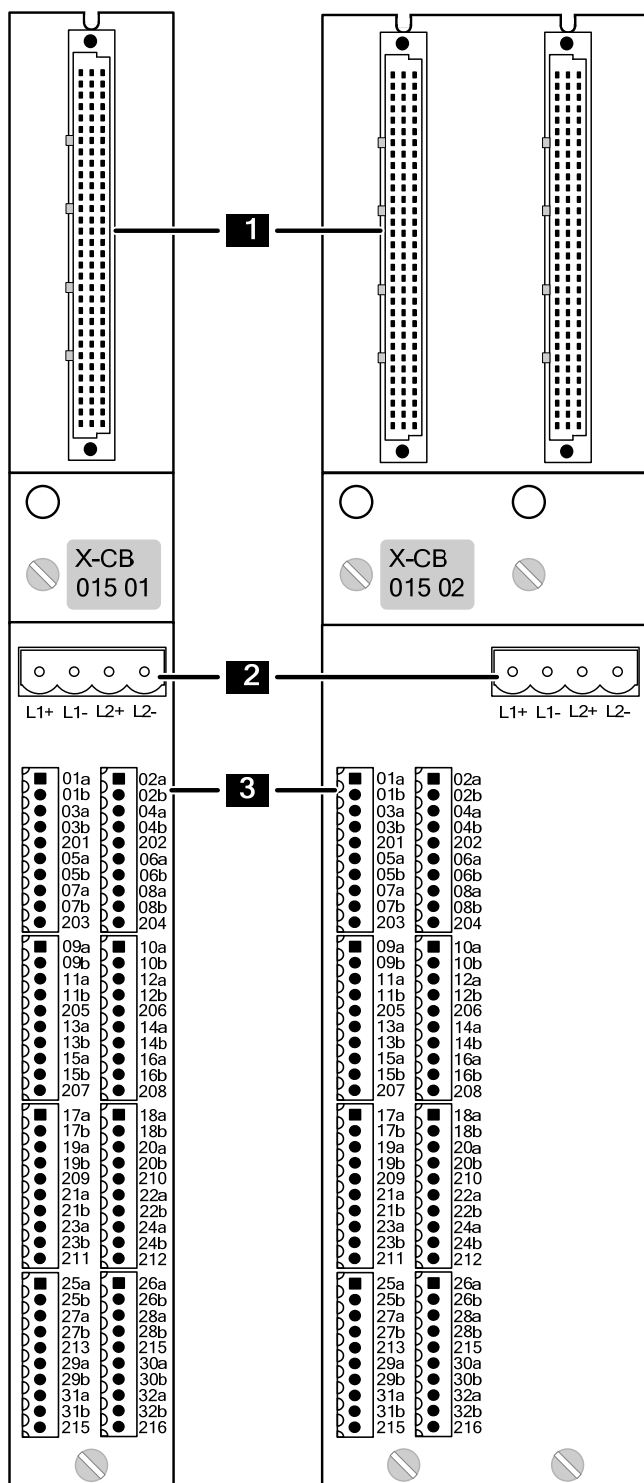 1
X-CB
015 01
X-CB
015 02
2
L1+ L1- L2+ L2-
L1+ L1- L2+ L2-
3
01a 02a 01a 02a
01b 02b 01b 02b
03a 04a 03a 04a
03b 04b 03b 04b
201 202 201 202
05a 06a 05a 06a
05b 06b 05b 06b
07a 08a 07a 08a
07b 08b 07b 08b
203 204 203 204
09a 10a 09a 10a
09b 10b 09b 10b
11a 12a 11a 12a
11b 12b 11b 12b
205 206 205 206
13a 14a 13a 14a
13b 14b 13b 14b
15a 16a 15a 16a
15b 16b 15b 16b
207 208 207 208
17a 18a 17a 18a
17b 18b 17b 18b
19a 20a 19a 20a
19b 20b 19b 20b
209 210 209 210
21a 22a 21a 22a
21b 22b 21b 22b
23a 24a 23a 24a
23b 24b 23b 24b
211 212 211 212
25a 26a 25a 26a
25b 26b 25b 26b
27a 28a 27a 28a
27b 28b 27b 28b
213 215 213 215
29a 30a 29a 30a
29b 30b 29b 30b
31a 32a 31a 32a
31b 32b 31b 32b
215 216 215 216